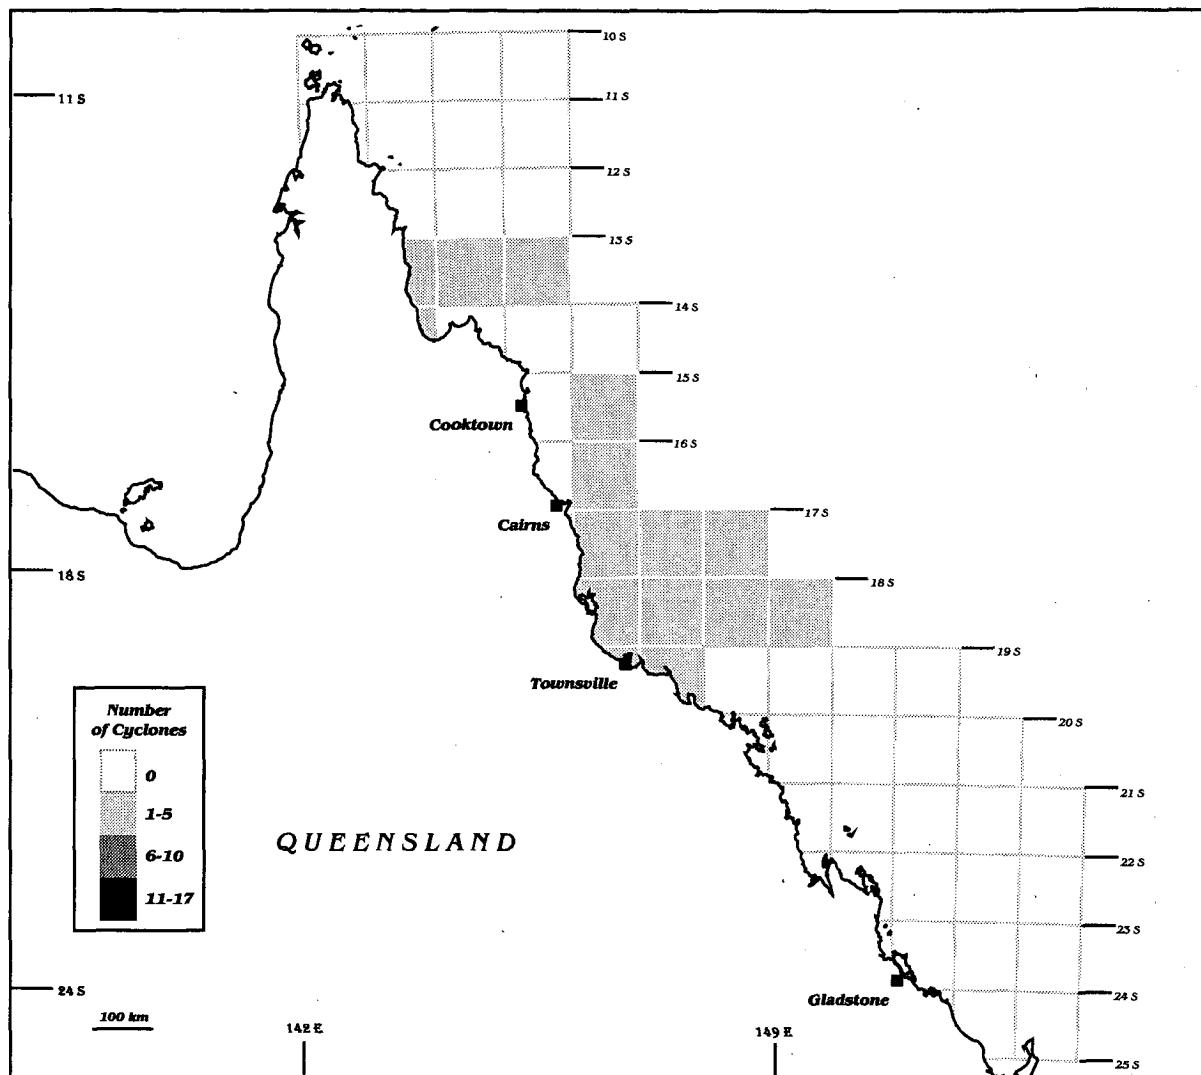 10 S
11 S
11 S
12 S
13 S
14 S
15 S
Cooktown
16 S
Cairns
17 S
18 S
18 S
19 S
Townsville
20 S
Number
of Cyclones
0
1-5
6-10
11-17
21 S
QUEENSLAND
22 S
23 S
24 S
Gladstone
24 S
100 km
142 E
149 E
25 S